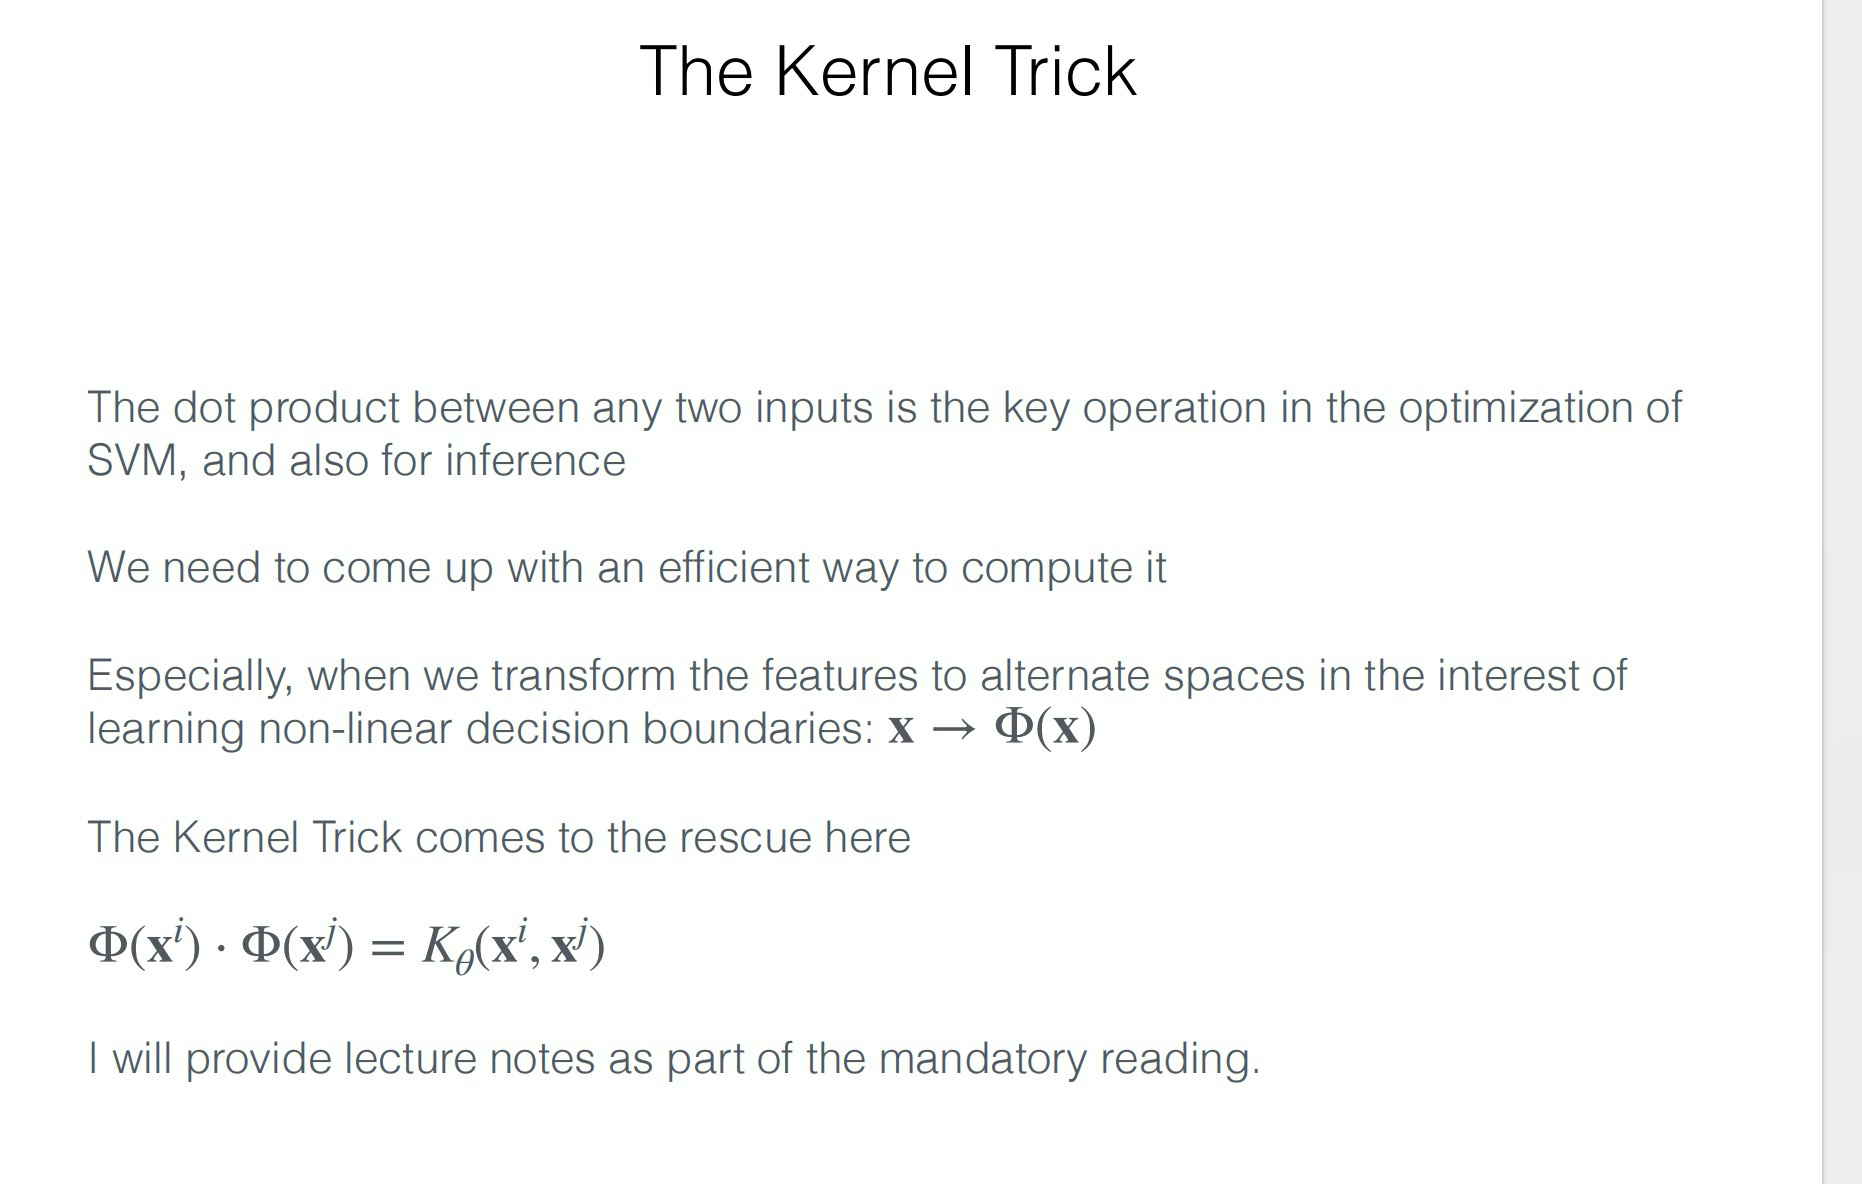 The Kernel Trick
The dot product between any two inputs is the key operation in the optimization of
SVM, and also for inference
We need to come up with an efficient way to compute it
Especially, when we transform the features to alternate spaces in the interest of
learning non-linear decision boundaries: x → Φ(x)
The Kernel Trick comes to the rescue here
Φ(xⁱ) · Φ(xʲ) = K_θ(xⁱ, xʲ)
I will provide lecture notes as part of the mandatory reading.